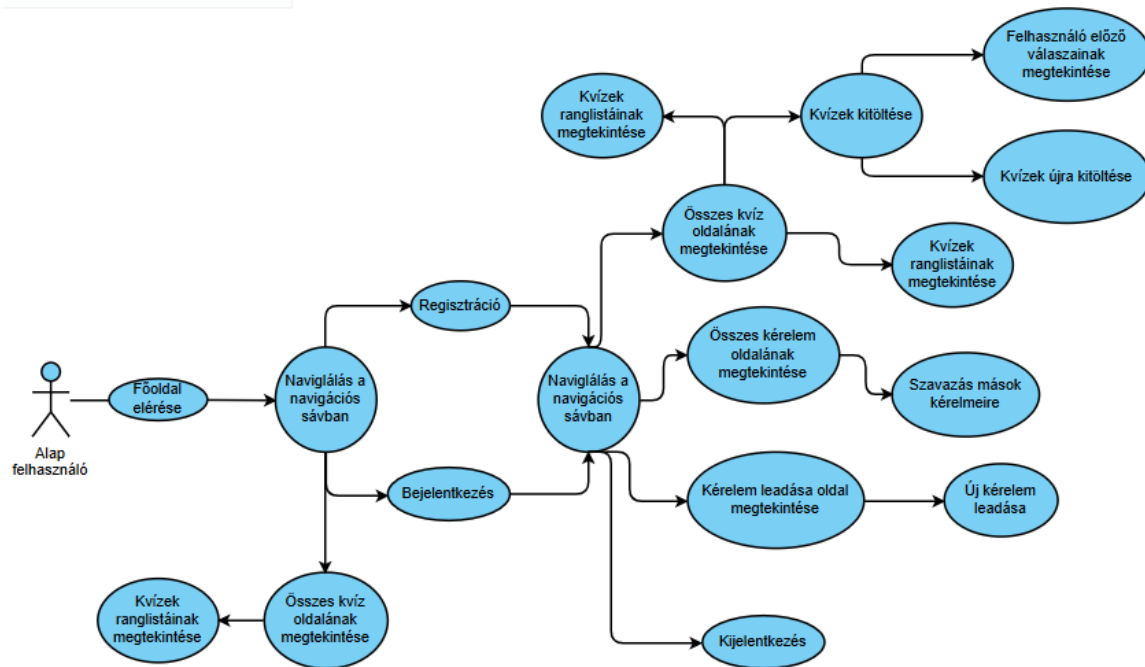 Felhasználó előző
válaszainak
megtekintése
Kvízek
ranglistáinak
megtekintése
Kvízek kitöltése
Kvízek újra kitöltése
Összes kvíz
oldalának
megtekintése
Kvízek
ranglistáinak
megtekintése
Regisztráció
Összes kérelem
oldalának
megtekintése
Főoldal
elérése
Naviglálás a
navigációs
sávban
Naviglálás a
navigációs
sávban
Szavazás mások
kérelmeire
Alap
felhasználó
Bejelentkezés
Kérelem leadása oldal
megtekintése
Új kérelem
leadása
Kvízek
ranglistáinak
megtekintése
Összes kvíz
oldalának
megtekintése
Kijelentkezés